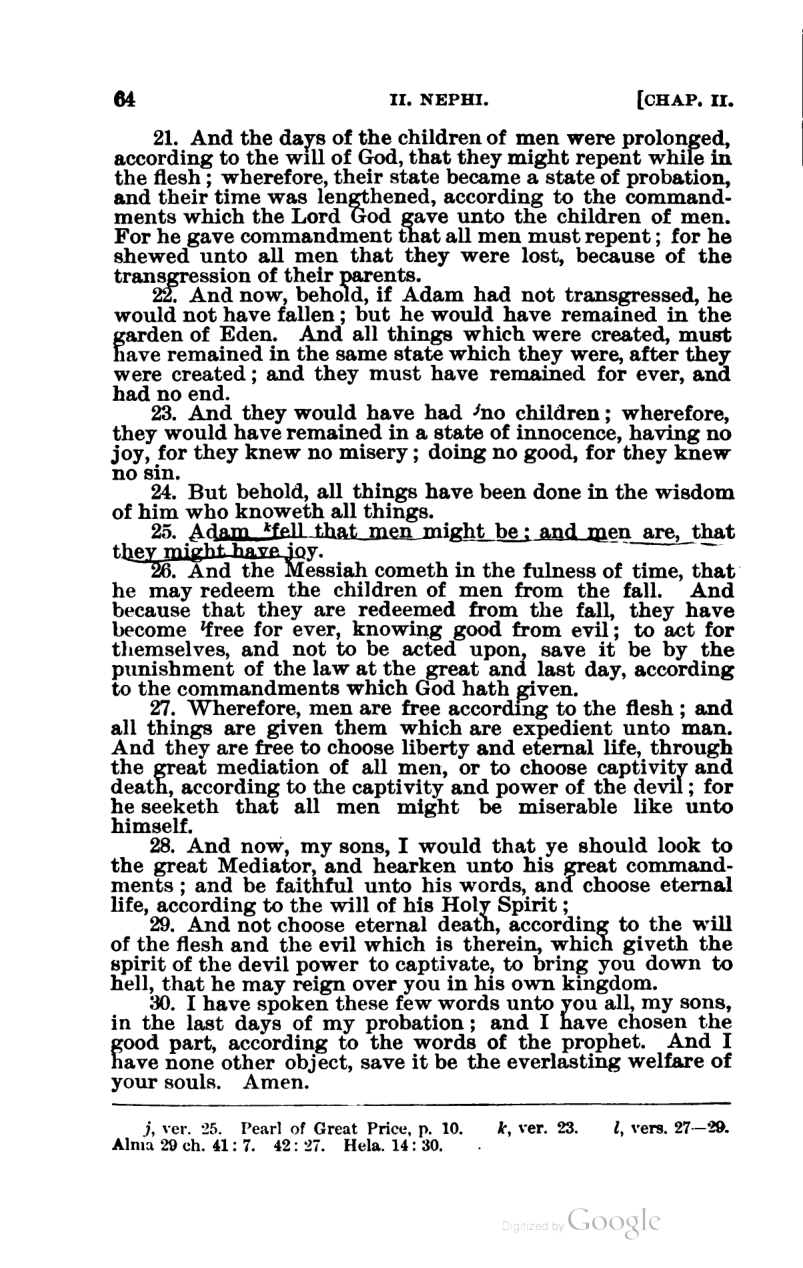 64 II. NEPHI. [CHAP. II.
21. And the days of the children of men were prolonged,
according to the will of God, that they might repent while in
the flesh; wherefore, their state became a state of probation,
and their time was lengthened, according to the command-
ments which the Lord God gave unto the children of men.
For he gave commandment that all men must repent; for he
shewed unto all men that they were lost, because of the
transgression of their parents.
22. And now, behold, if Adam had not transgressed, he
would not have fallen; but he would have remained in the
garden of Eden. And all things which were created, must
have remained in the same state which they were, after they
were created; and they must have remained for ever, and
had no end.
23. And they would have had ʲno children; wherefore,
they would have remained in a state of innocence, having no
joy, for they knew no misery; doing no good, for they knew
no sin.
24. But behold, all things have been done in the wisdom
of him who knoweth all things.
25. Adam ᵏfell that men might be; and men are, that
they might have joy.
26. And the Messiah cometh in the fulness of time, that
he may redeem the children of men from the fall. And
because that they are redeemed from the fall, they have
become ˡfree for ever, knowing good from evil; to act for
themselves, and not to be acted upon, save it be by the
punishment of the law at the great and last day, according
to the commandments which God hath given.
27. Wherefore, men are free according to the flesh; and
all things are given them which are expedient unto man.
And they are free to choose liberty and eternal life, through
the great mediation of all men, or to choose captivity and
death, according to the captivity and power of the devil; for
he seeketh that all men might be miserable like unto
himself.
28. And now, my sons, I would that ye should look to
the great Mediator, and hearken unto his great command-
ments; and be faithful unto his words, and choose eternal
life, according to the will of his Holy Spirit;
29. And not choose eternal death, according to the will
of the flesh and the evil which is therein, which giveth the
spirit of the devil power to captivate, to bring you down to
hell, that he may reign over you in his own kingdom.
30. I have spoken these few words unto you all, my sons,
in the last days of my probation; and I have chosen the
good part, according to the words of the prophet. And I
have none other object, save it be the everlasting welfare of
your souls. Amen.
j, ver. 25. Pearl of Great Price, p. 10. k, ver. 23. l, vers. 27—29.
Alma 29 ch. 41: 7. 42: 27. Hela. 14: 30.
Digitized by Google